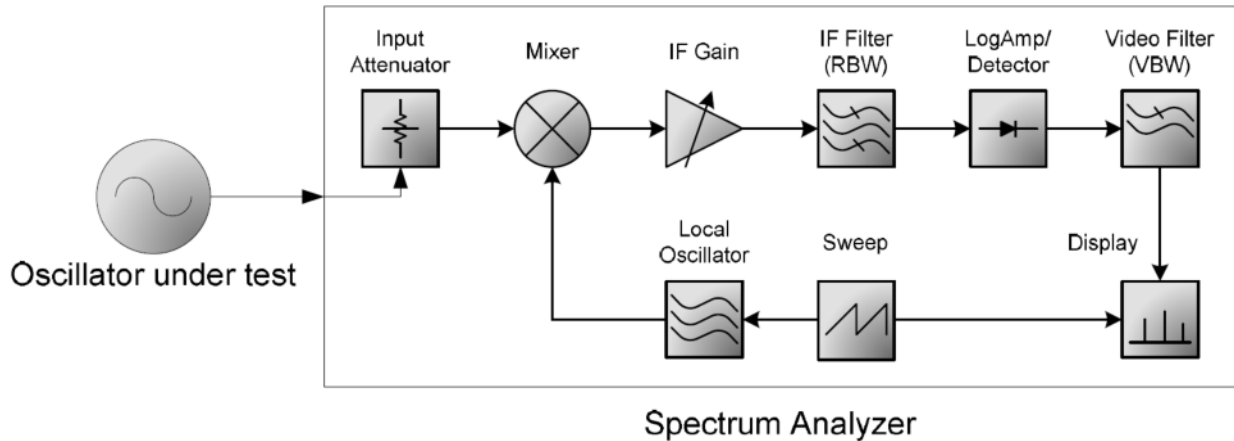 Input
Attenuator
Mixer
IF Gain
IF Filter
(RBW)
LogAmp/
Detector
Video Filter
(VBW)
Local
Oscillator
Sweep
Display
Oscillator under test
Spectrum Analyzer